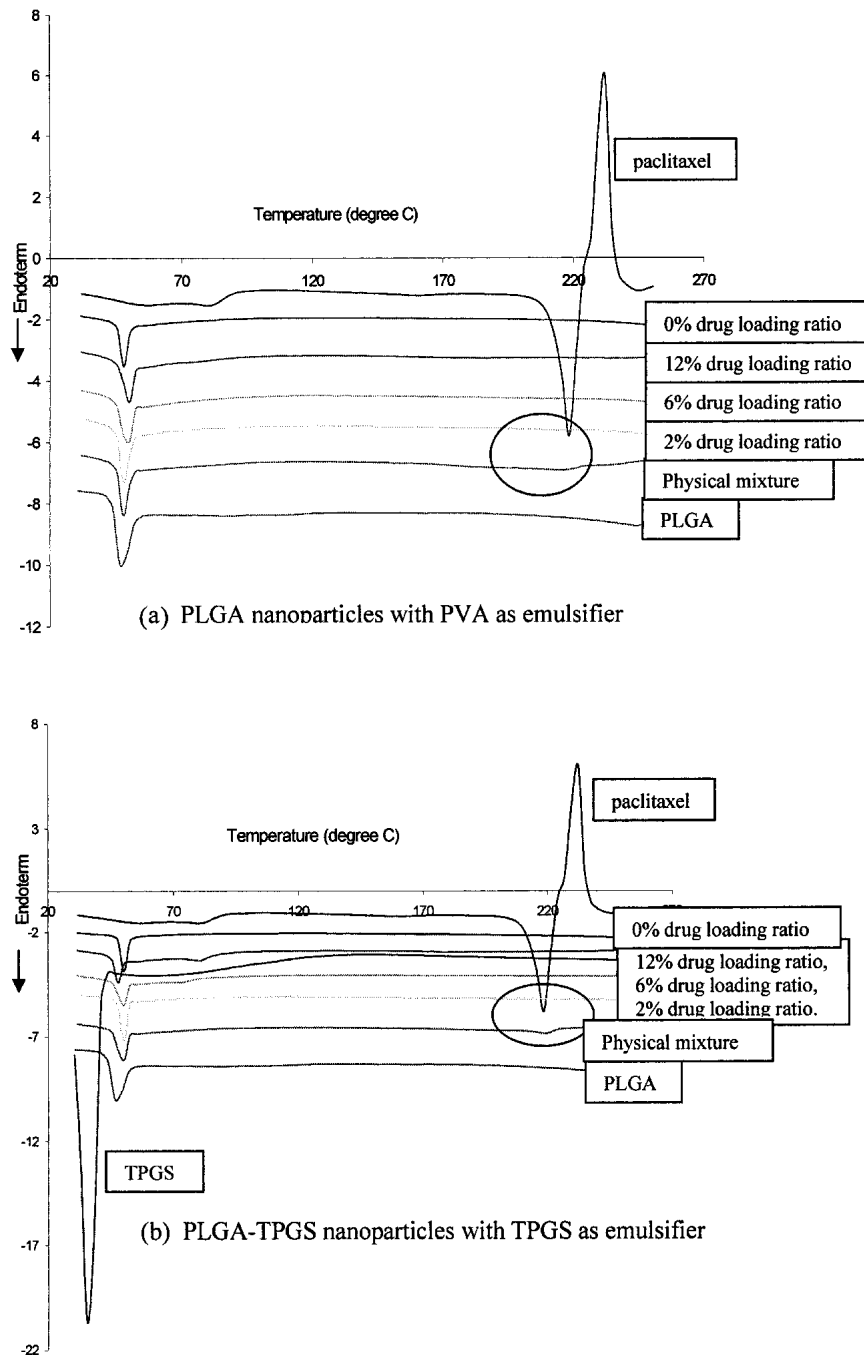 8
6
paclitaxel
4
2
Temperature (degree C)
0
20 70 120 170 220 270
Endoterm
0% drug loading ratio
-2
12% drug loading ratio
-4
6% drug loading ratio
-6
2% drug loading ratio
Physical mixture
-8
PLGA
-10
-12
(a) PLGA nanoparticles with PVA as emulsifier
8
paclitaxel
3
Temperature (degree C)
Endoterm
20 70 120 170 220
0% drug loading ratio
-2
12% drug loading ratio,
6% drug loading ratio,
2% drug loading ratio.
-7
Physical mixture
PLGA
-12
TPGS
(b) PLGA-TPGS nanoparticles with TPGS as emulsifier
-17
-22